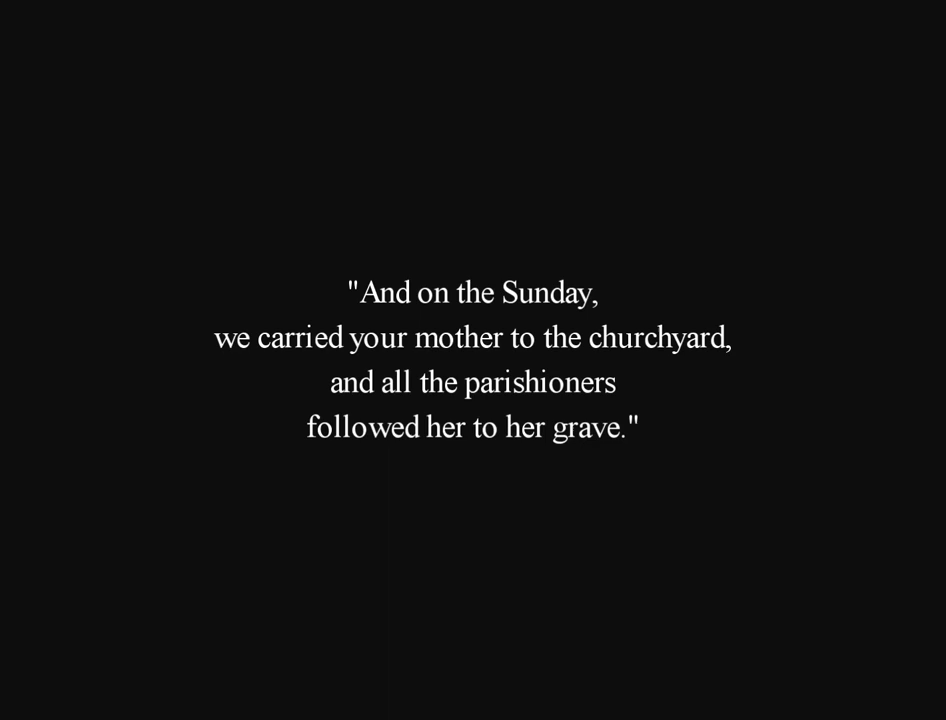 "And on the Sunday,
we carried your mother to the churchyard,
and all the parishioners
followed her to her grave."